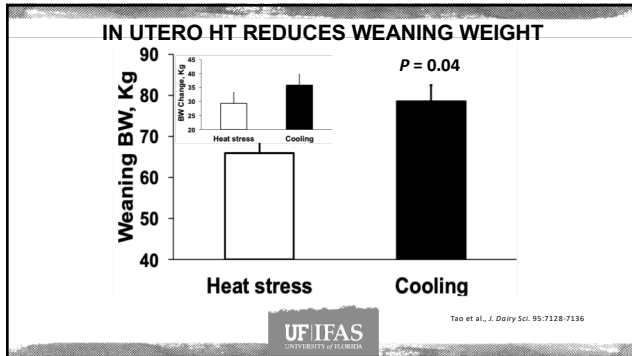 IN UTERO HT REDUCES WEANING WEIGHT
90
80
70
60
50
40
Weaning BW, Kg
45
40
35
30
25
20
BW Change, Kg
Heat stress Cooling
P = 0.04
Heat stress Cooling
UF|IFAS
UNIVERSITY of FLORIDA
Tao et al., J. Dairy Sci. 95:7128-7136